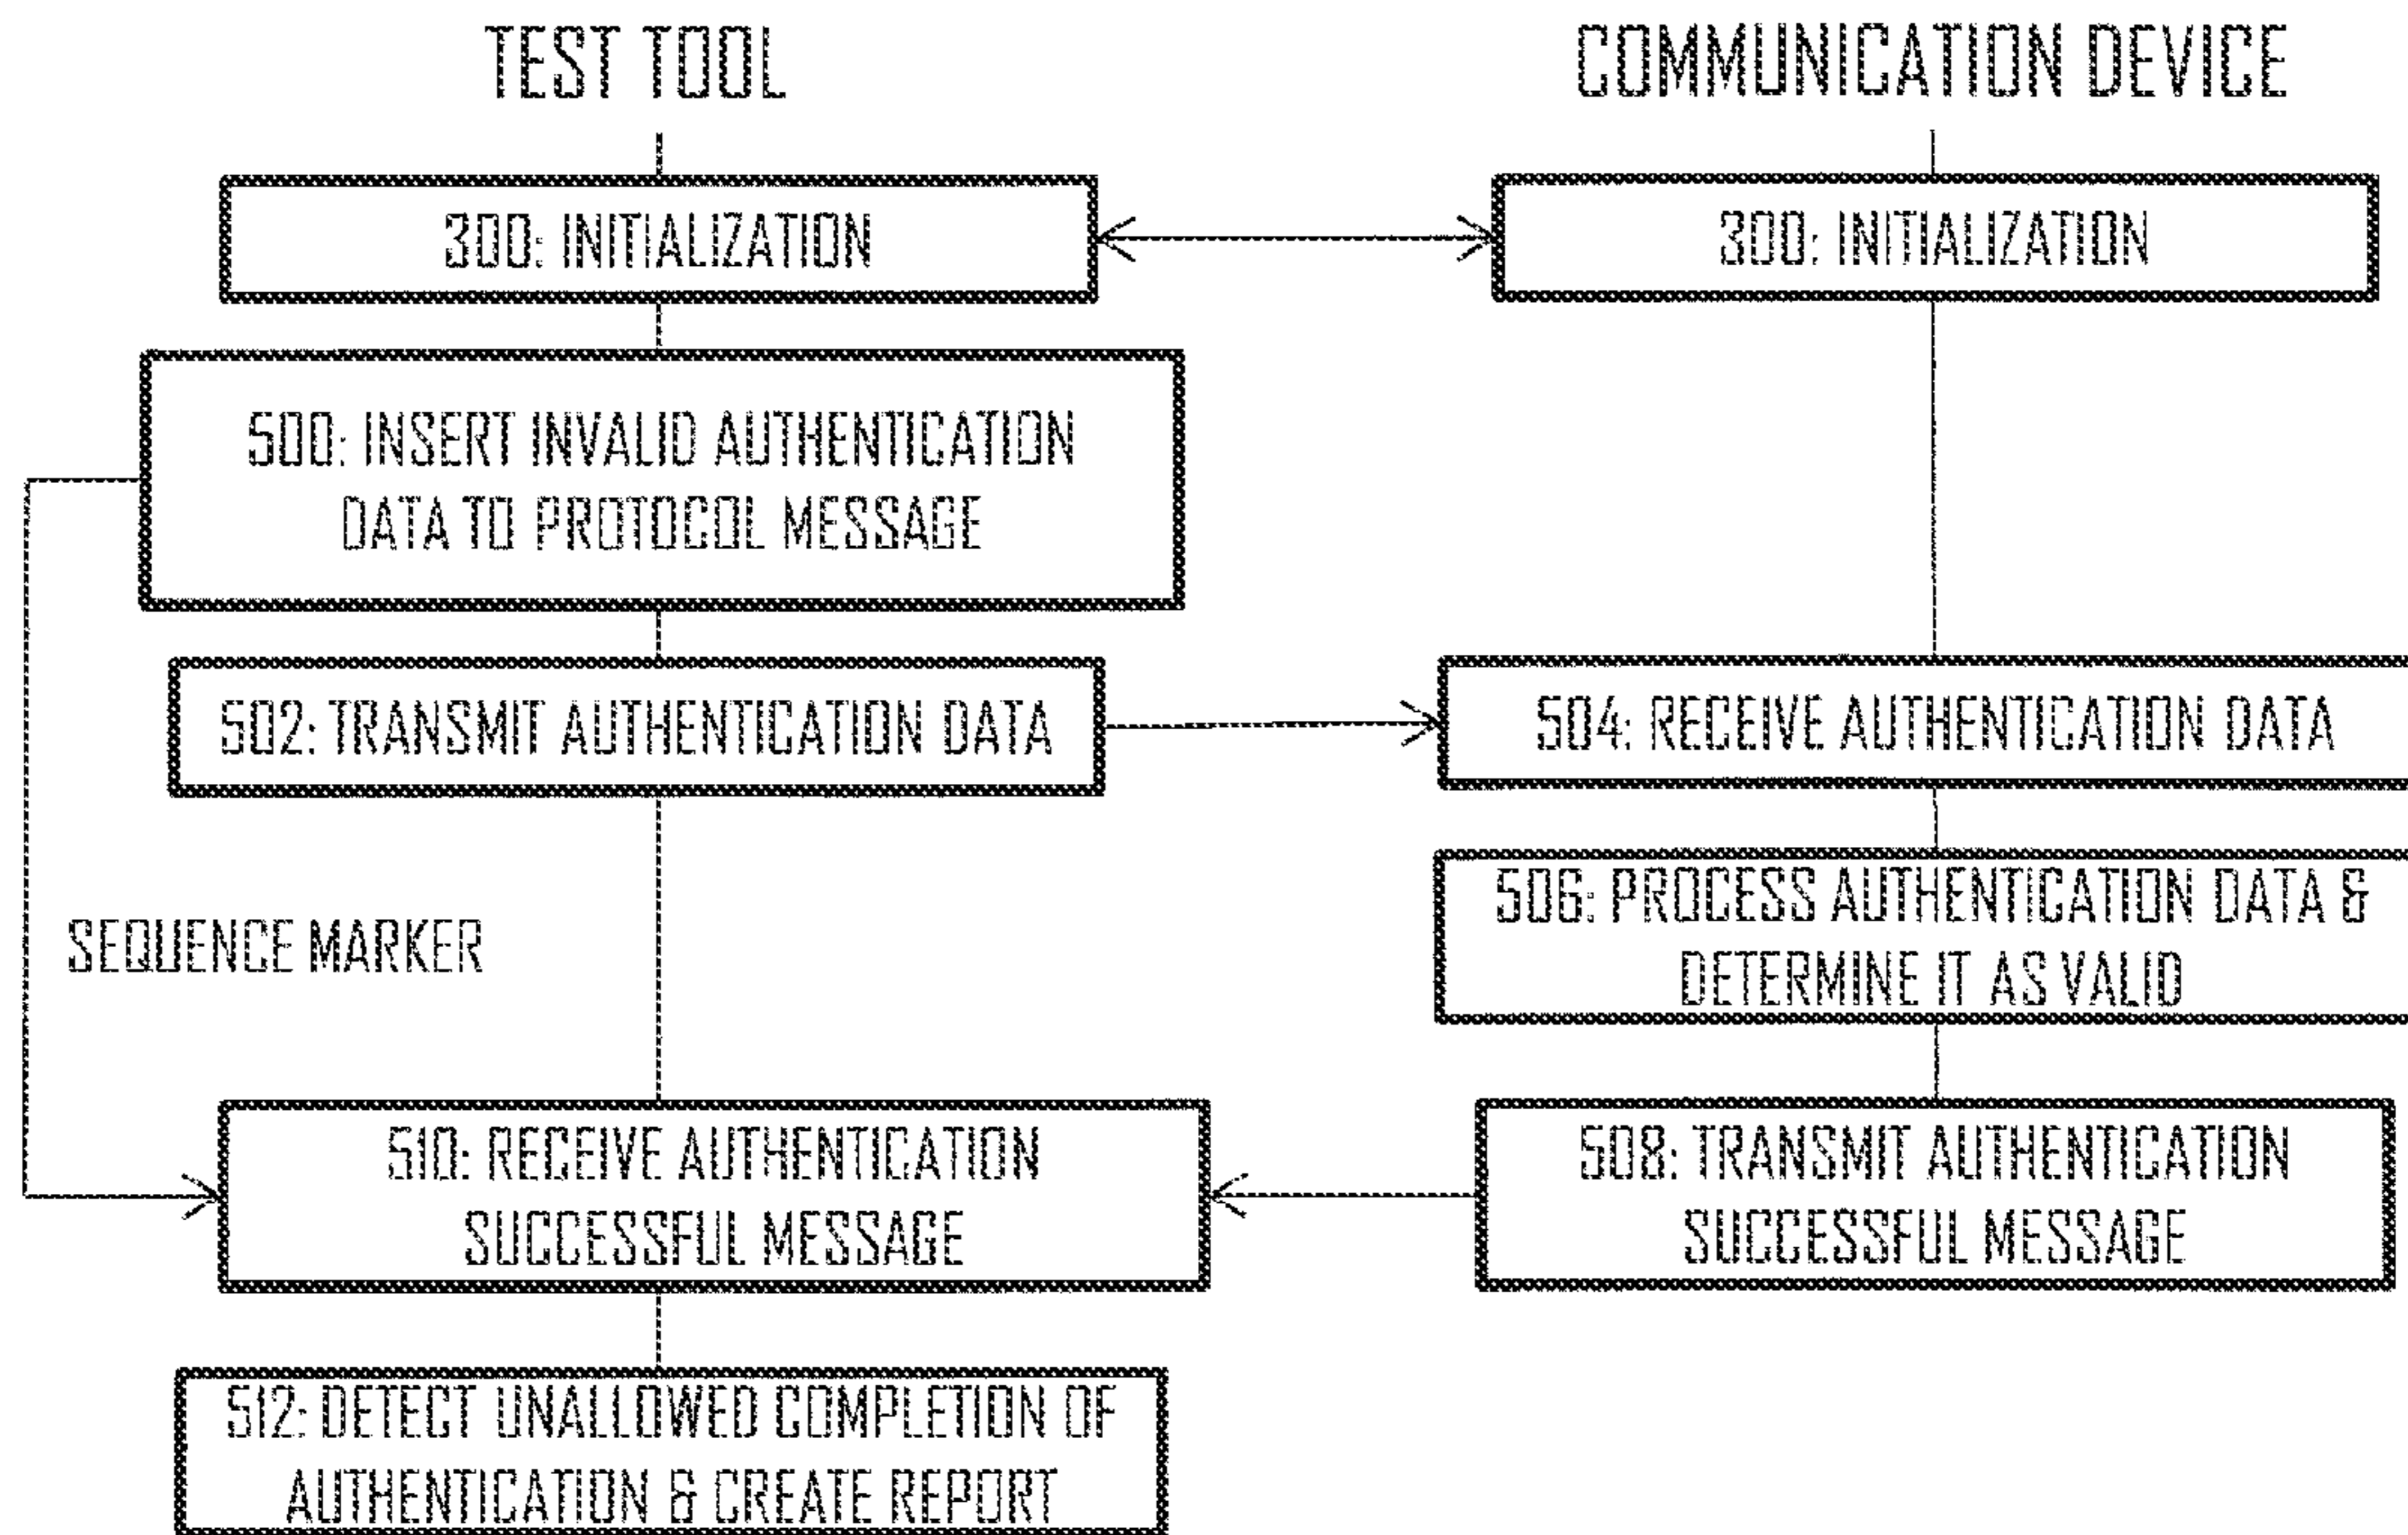 TEST TOOL
COMMUNICATION DEVICE
300: INITIALIZATION
300: INITIALIZATION
500: INSERT INVALID AUTHENTICATION
DATA TO PROTOCOL MESSAGE
502: TRANSMIT AUTHENTICATION DATA
504: RECEIVE AUTHENTICATION DATA
506: PROCESS AUTHENTICATION DATA &
DETERMINE IT AS VALID
SEQUENCE MARKER
510: RECEIVE AUTHENTICATION
SUCCESSFUL MESSAGE
508: TRANSMIT AUTHENTICATION
SUCCESSFUL MESSAGE
512: DETECT UNALLOWED COMPLETION OF
AUTHENTICATION & CREATE REPORT